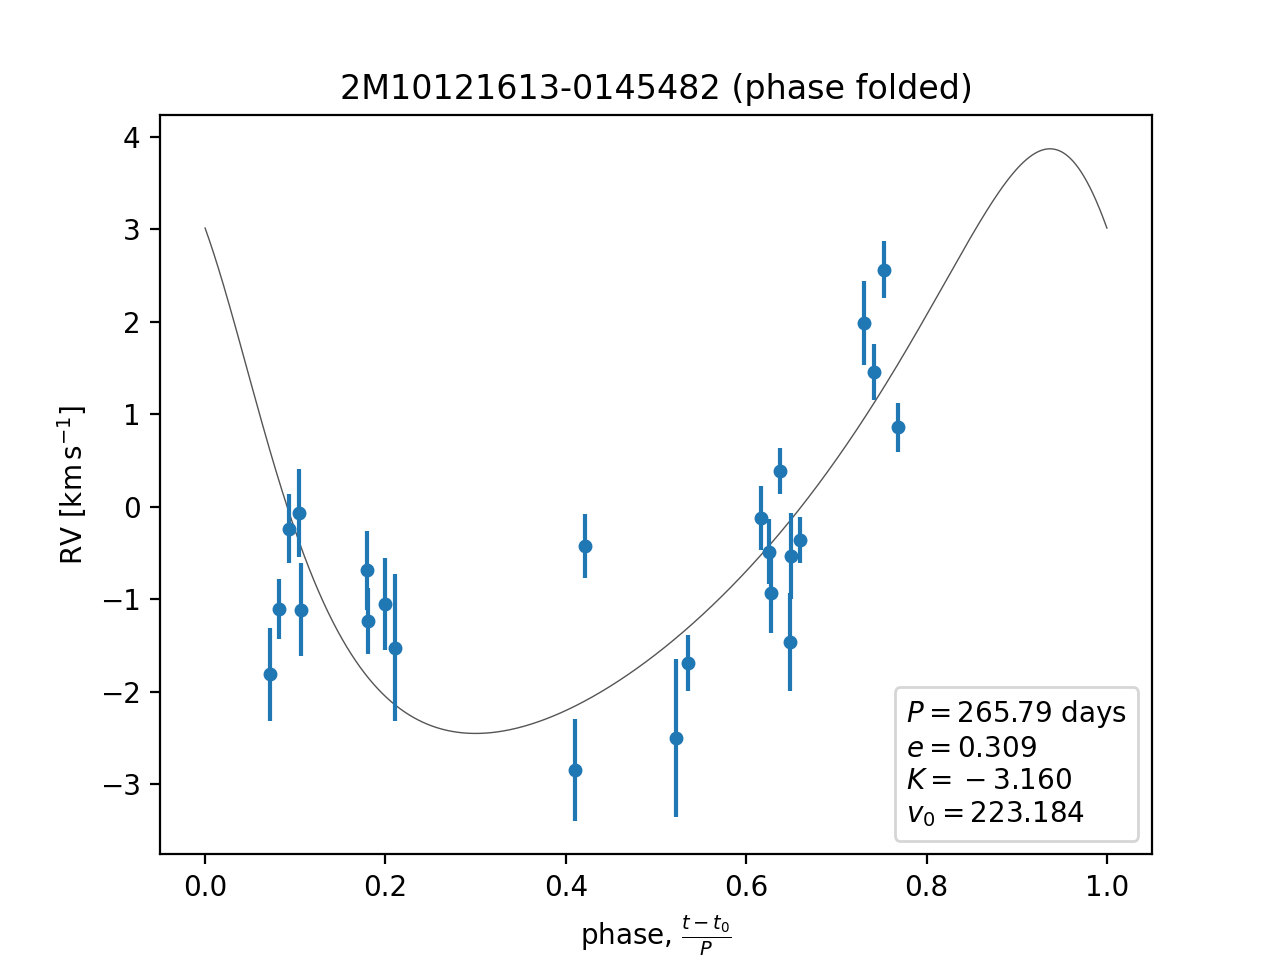 2M10121613-0145482 (phase folded)
RV [km s⁻¹]
4
3
2
1
0
−1
−2
−3
0.0 0.2 0.4 0.6 0.8 1.0
phase, (t − t₀)/P
P = 265.79 days
e = 0.309
K = −3.160
v₀ = 223.184